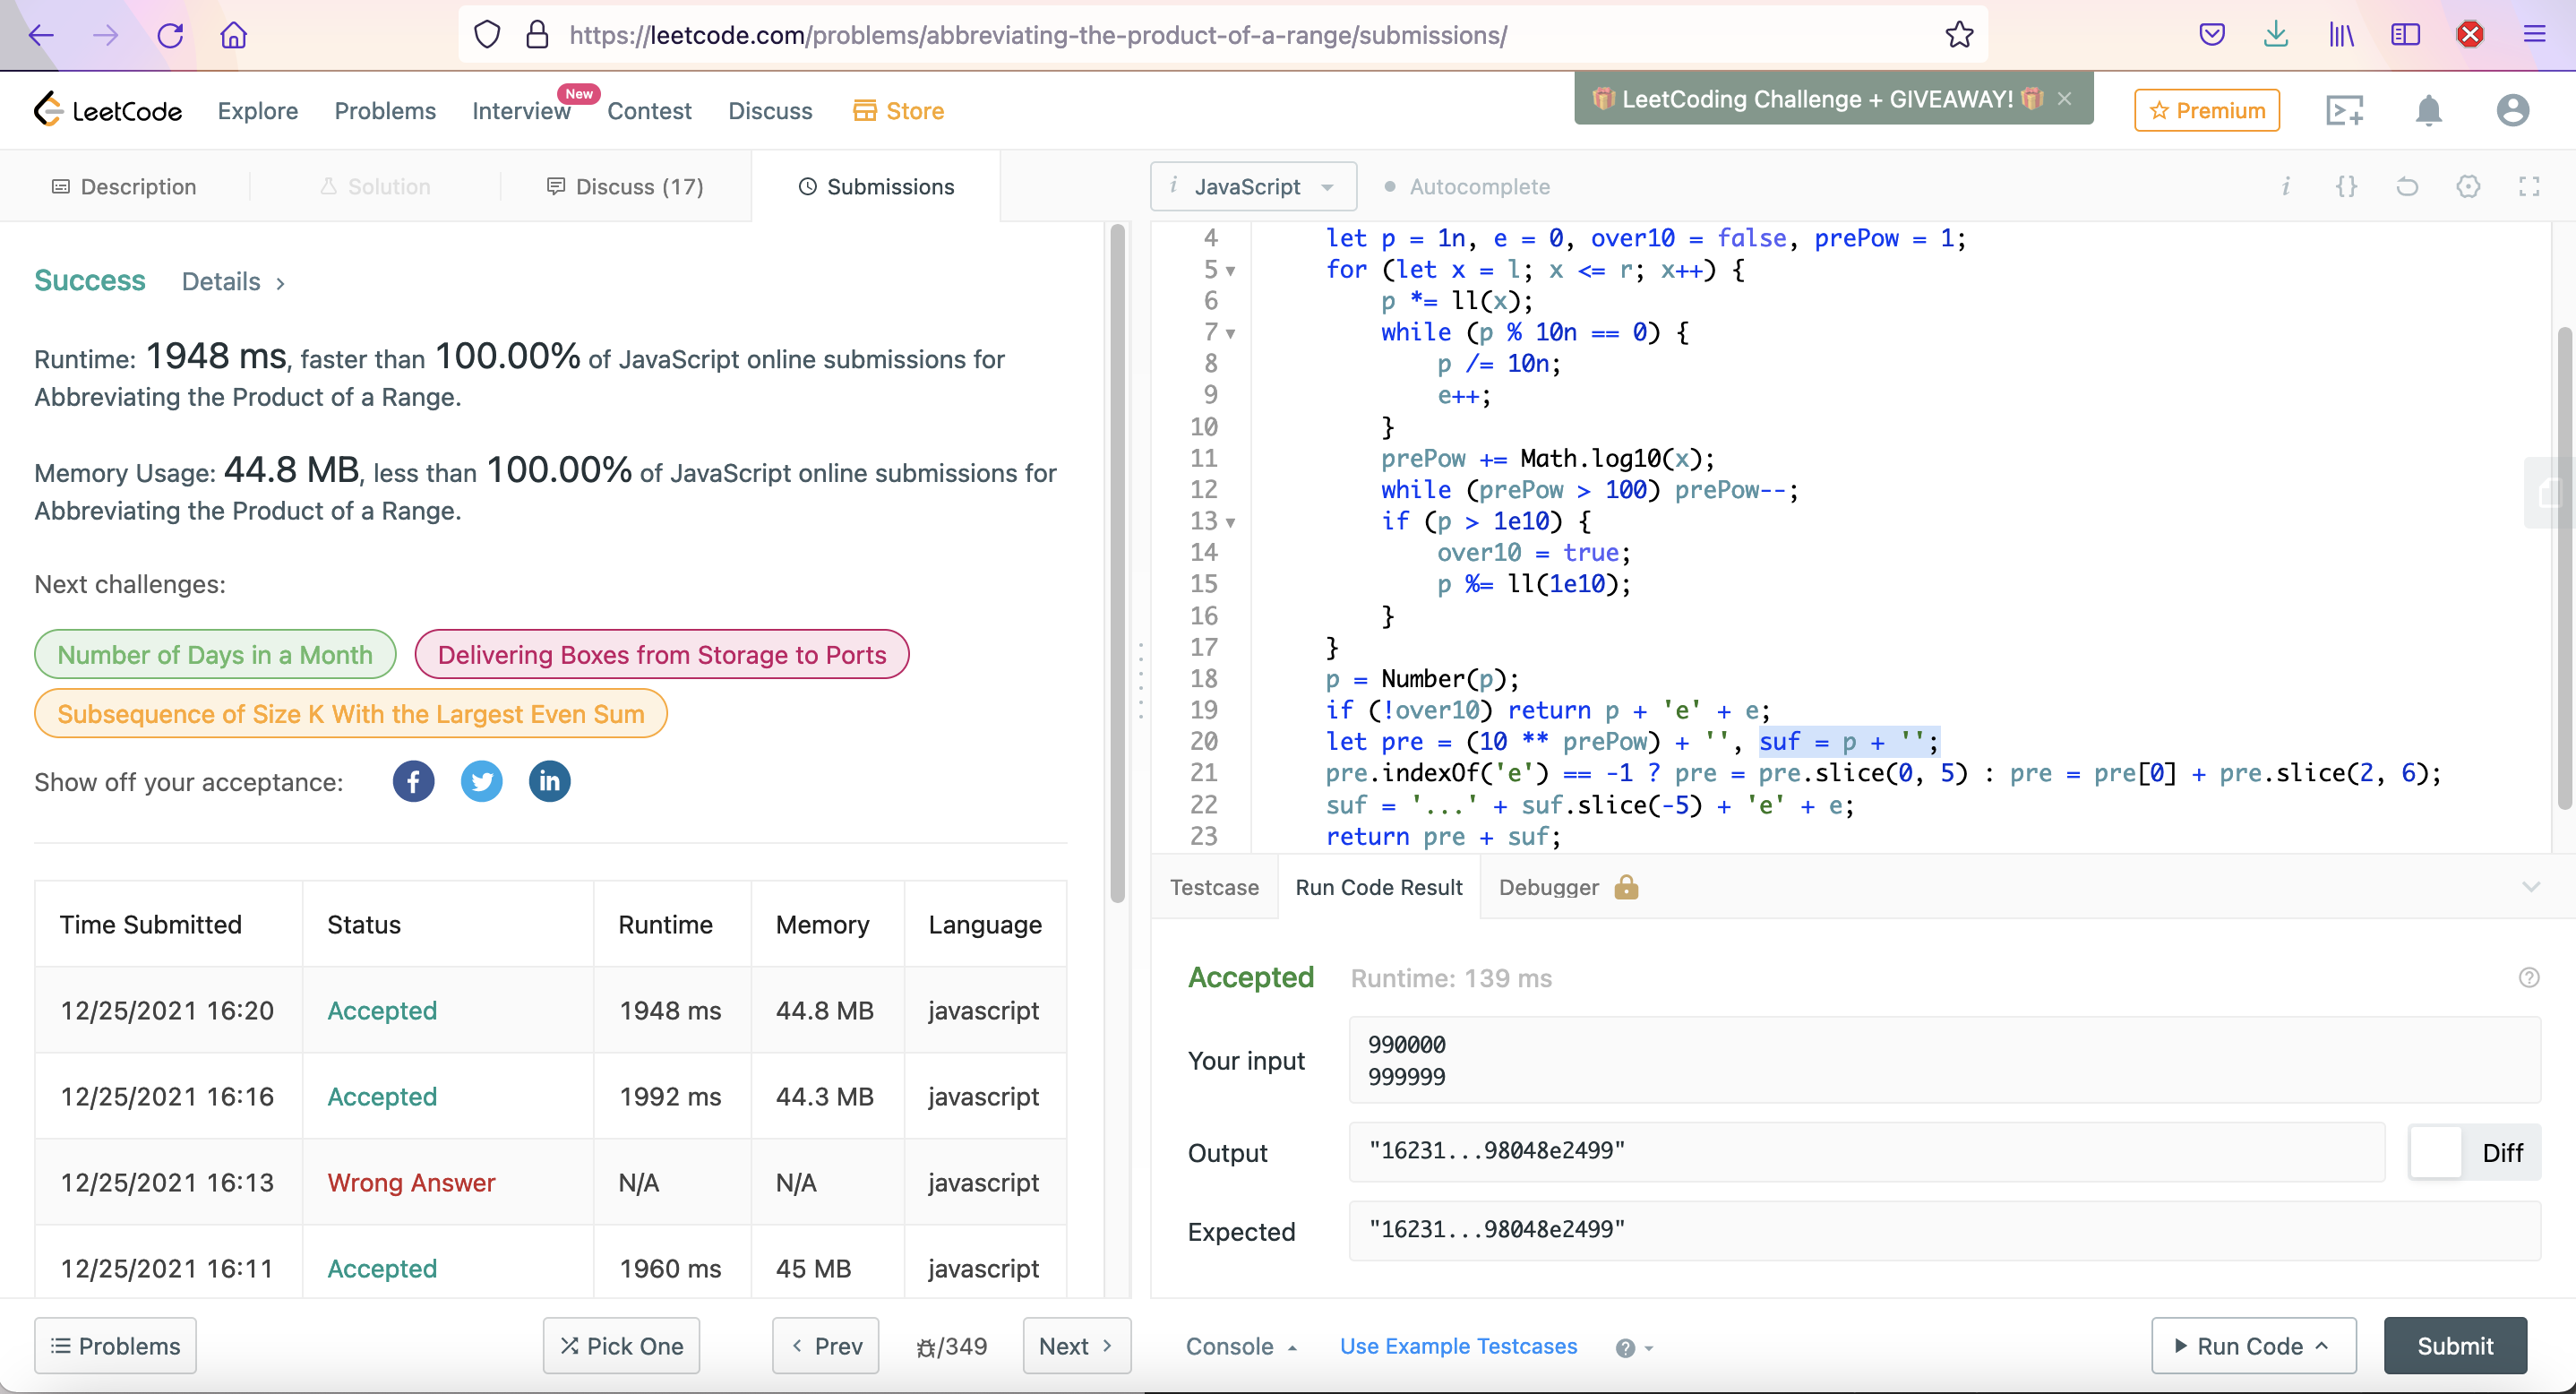 https://leetcode.com/problems/abbreviating-the-product-of-a-range/submissions/
LeetCode
Explore
Problems
Interview
New
Contest
Discuss
Store
🎁 LeetCoding Challenge + GIVEAWAY! 🎁 ×
Premium
Description
Solution
Discuss (17)
Submissions
Success Details >
Runtime: 1948 ms, faster than 100.00% of JavaScript online submissions for
Abbreviating the Product of a Range.
Memory Usage: 44.8 MB, less than 100.00% of JavaScript online submissions for
Abbreviating the Product of a Range.
Next challenges:
Number of Days in a Month
Delivering Boxes from Storage to Ports
Subsequence of Size K With the Largest Even Sum
Show off your acceptance:
Time Submitted Status Runtime Memory Language
12/25/2021 16:20 Accepted 1948 ms 44.8 MB javascript
12/25/2021 16:16 Accepted 1992 ms 44.3 MB javascript
12/25/2021 16:13 Wrong Answer N/A N/A javascript
12/25/2021 16:11 Accepted 1960 ms 45 MB javascript
Problems
Pick One
< Prev
/349
Next >
i JavaScript
Autocomplete
i {}
4 let p = 1n, e = 0, over10 = false, prePow = 1;
5 for (let x = l; x <= r; x++) {
6 p *= ll(x);
7 while (p % 10n == 0) {
8 p /= 10n;
9 e++;
10 }
11 prePow += Math.log10(x);
12 while (prePow > 100) prePow--;
13 if (p > 1e10) {
14 over10 = true;
15 p %= ll(1e10);
16 }
17 }
18 p = Number(p);
19 if (!over10) return p + 'e' + e;
20 let pre = (10 ** prePow) + '', suf = p + '';
21 pre.indexOf('e') == -1 ? pre = pre.slice(0, 5) : pre = pre[0] + pre.slice(2, 6);
22 suf = '...' + suf.slice(-5) + 'e' + e;
23 return pre + suf;
Testcase
Run Code Result
Debugger
Accepted Runtime: 139 ms
Your input
990000
999999
Output
"16231...98048e2499"
Diff
Expected
"16231...98048e2499"
Console
Use Example Testcases
Run Code
Submit